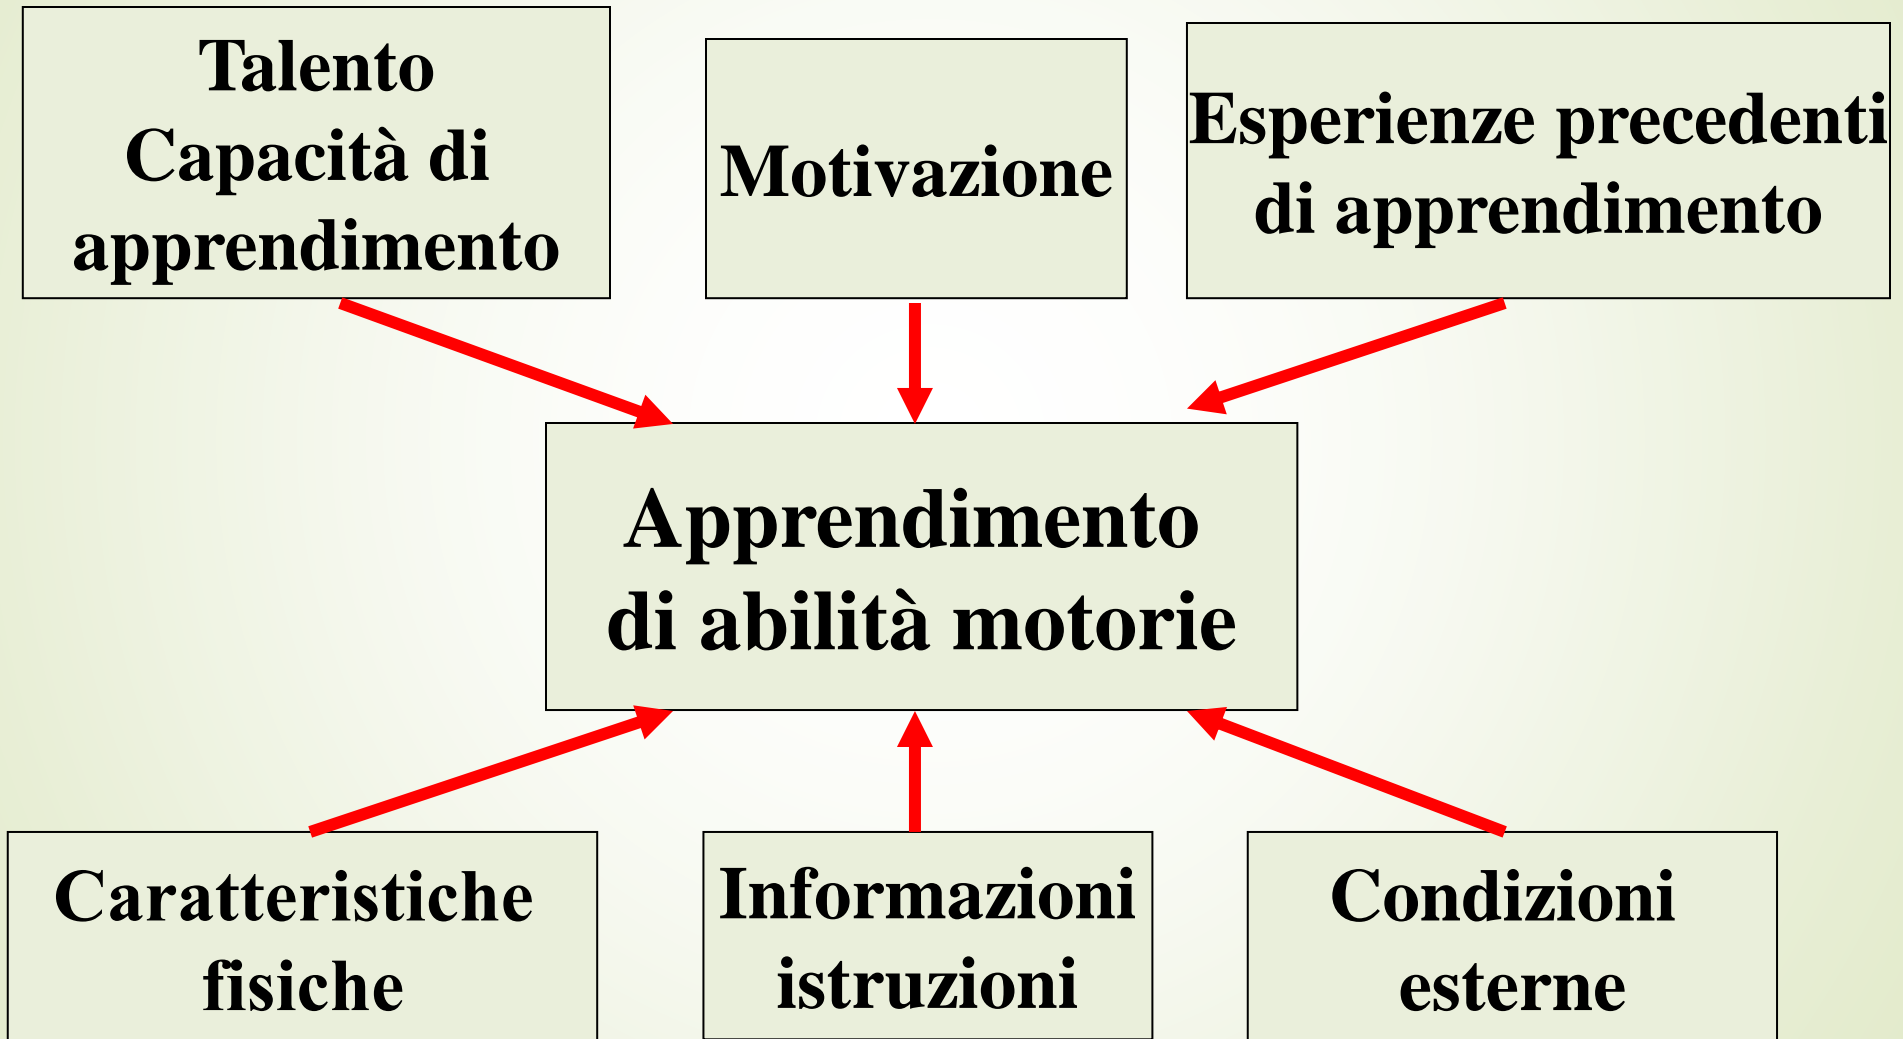 Talento
Capacità di
apprendimento
Motivazione
Esperienze precedenti
di apprendimento
Apprendimento
di abilità motorie
Caratteristiche
fisiche
Informazioni
istruzioni
Condizioni
esterne